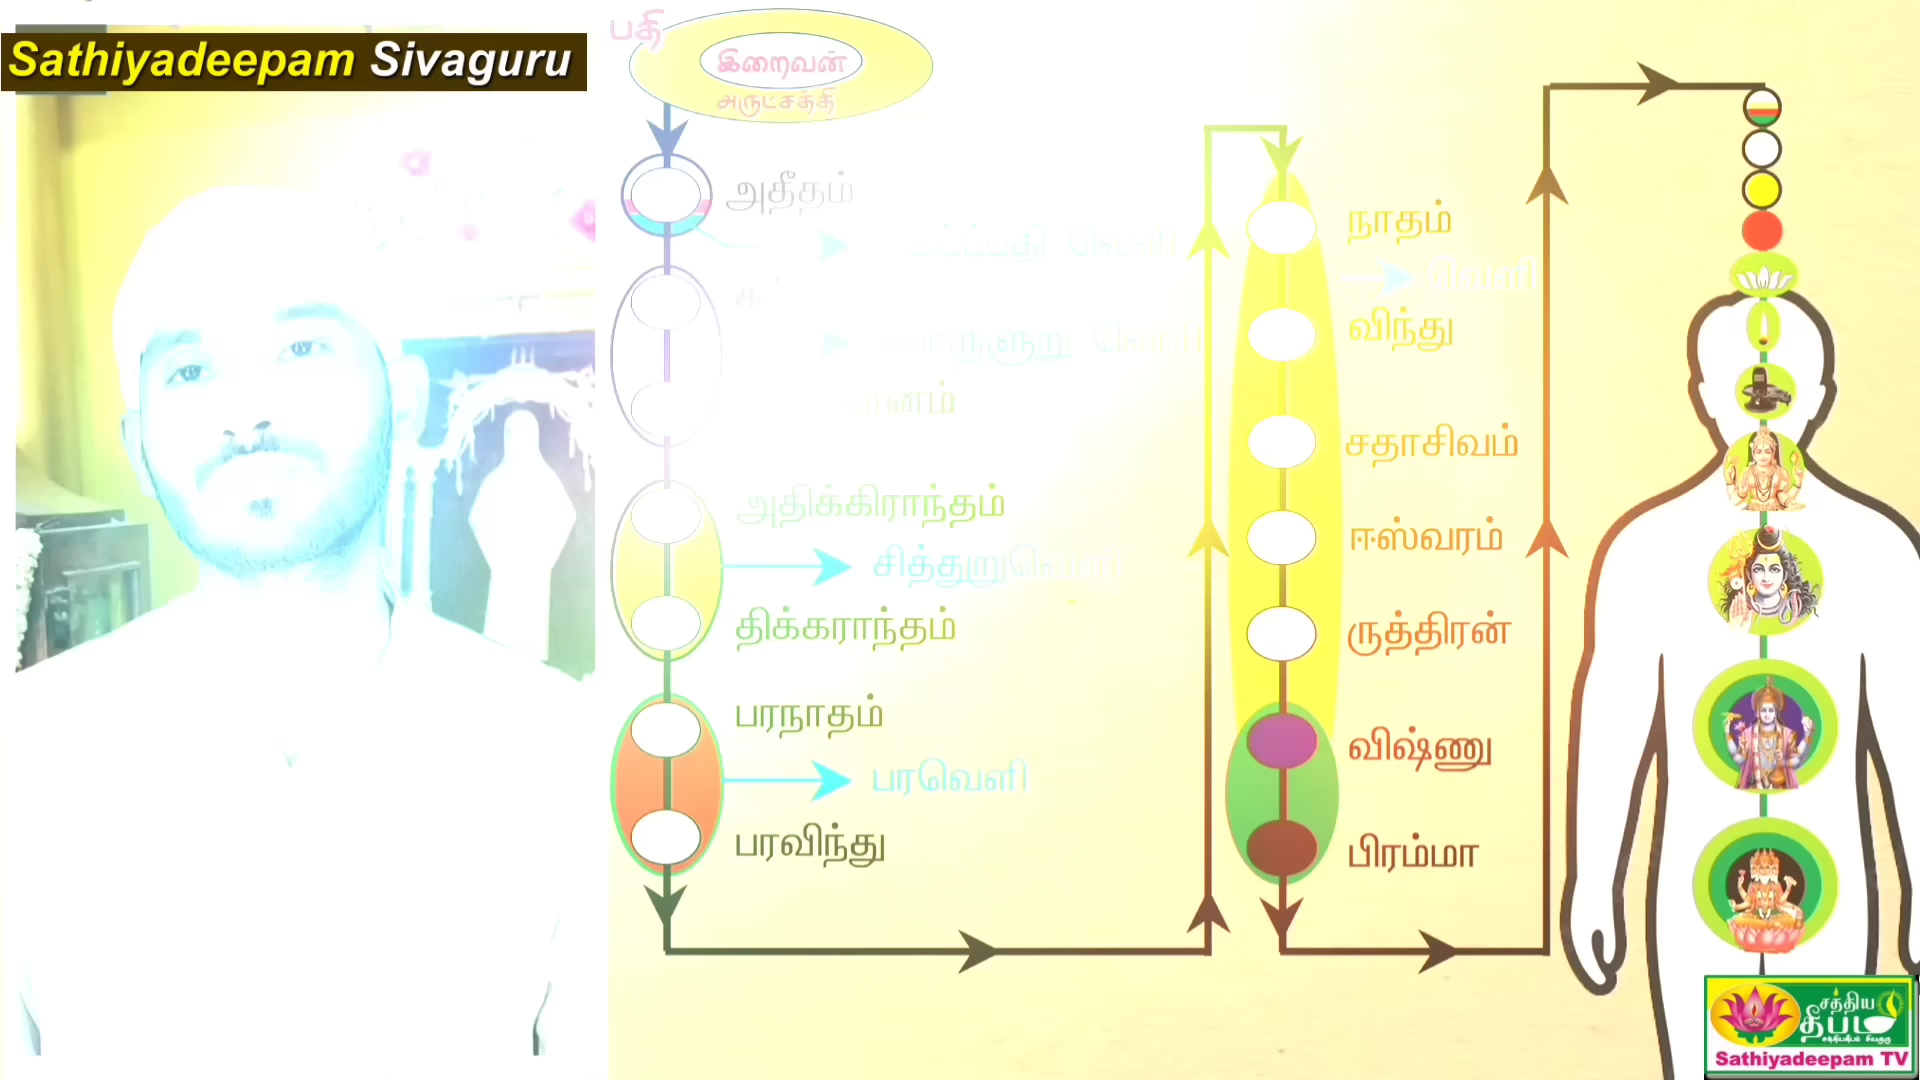 Sathiyadeepam Sivaguru
பதி
இறைவன்
அருட்சத்தி
அதீதம்
அதிக்கிராந்தம்
சித்துறுவெளி
திக்கராந்தம்
பரநாதம்
பரவெளி
பரவிந்து
நாதம்
வெளி
விந்து
சதாசிவம்
ஈஸ்வரம்
ருத்திரன்
விஷ்ணு
பிரம்மா
சத்திய
தீபம்
Sathiyadeepam TV